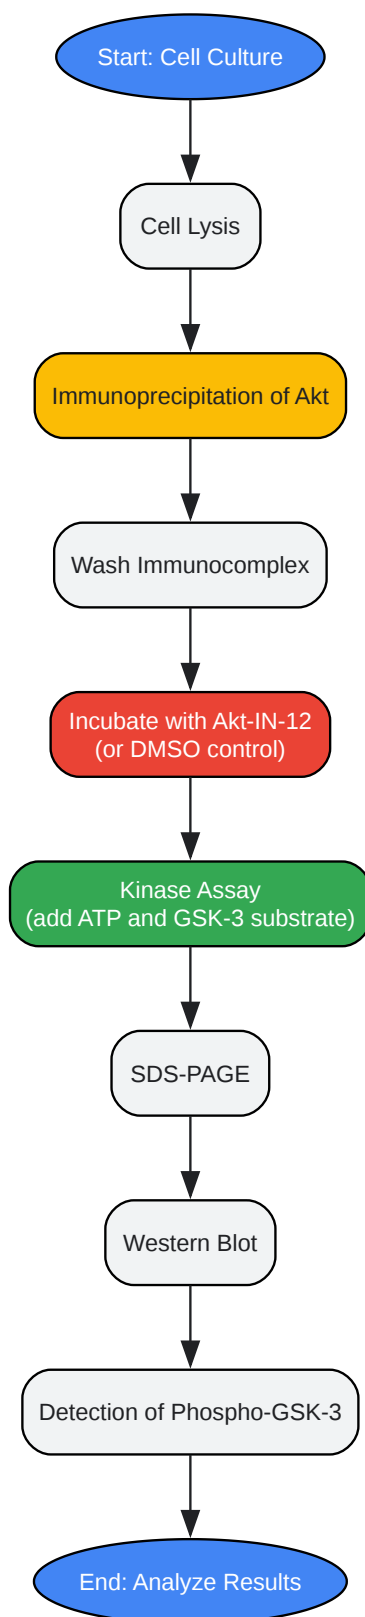 Start: Cell Culture
Cell Lysis
Immunoprecipitation of Akt
Wash Immunocomplex
Incubate with Akt-IN-12
(or DMSO control)
Kinase Assay
(add ATP and GSK-3 substrate)
SDS-PAGE
Western Blot
Detection of Phospho-GSK-3
End: Analyze Results